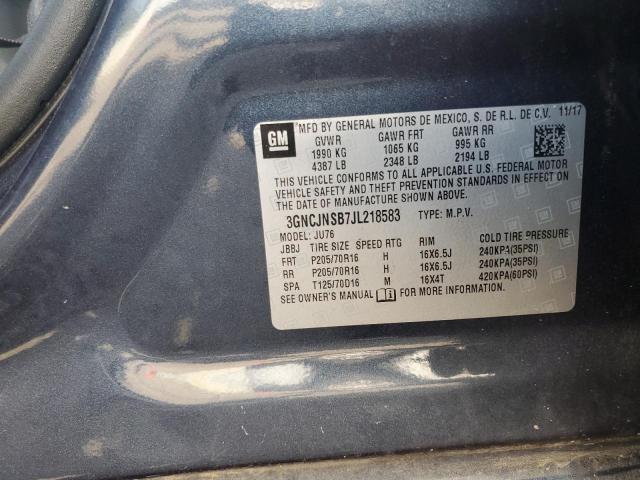 GM MFD BY GENERAL MOTORS DE MEXICO, S. DE R.L. DE C.V. 11/17
GVWR GAWR FRT GAWR RR
1990 KG 1065 KG 995 KG
4387 LB 2348 LB 2194 LB
THIS VEHICLE CONFORMS TO ALL APPLICABLE U.S. FEDERAL MOTOR
VEHICLE SAFETY AND THEFT PREVENTION STANDARDS IN EFFECT ON
THE DATE OF MANUFACTURE SHOWN ABOVE.
3GNCJNSB7JL218583 TYPE: M.P.V.
MODEL: JU76
JBBJ TIRE SIZE SPEED RTG RIM COLD TIRE PRESSURE
FRT P205/70R16 H 16X6.5J 240KPA(35PSI)
RR P205/70R16 H 16X6.5J 240KPA(35PSI)
SPA T125/70D16 M 16X4T 420KPA(60PSI)
SEE OWNER'S MANUAL FOR MORE INFORMATION.